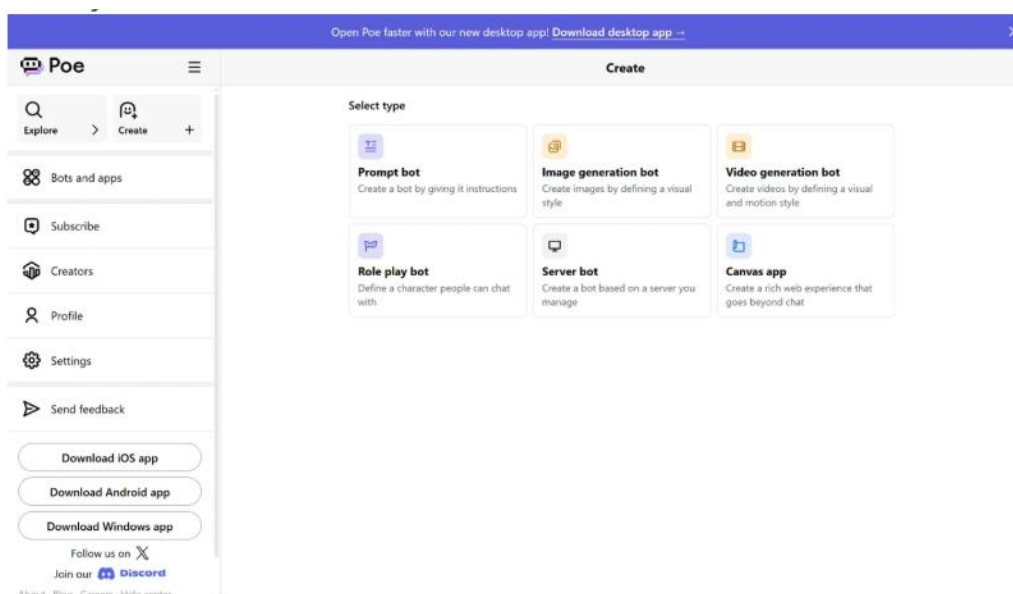 Open Poe faster with our new desktop app! Download desktop app →
Poe
Create
Explore
Create
Select type
Prompt bot
Create a bot by giving it instructions
Image generation bot
Create images by defining a visual
style
Video generation bot
Create videos by defining a visual
and motion style
Role play bot
Define a character people can chat
with
Server bot
Create a bot based on a server you
manage
Canvas app
Create a rich web experience that
goes beyond chat
Bots and apps
Subscribe
Creators
Profile
Settings
Send feedback
Download iOS app
Download Android app
Download Windows app
Follow us on X
Join our Discord